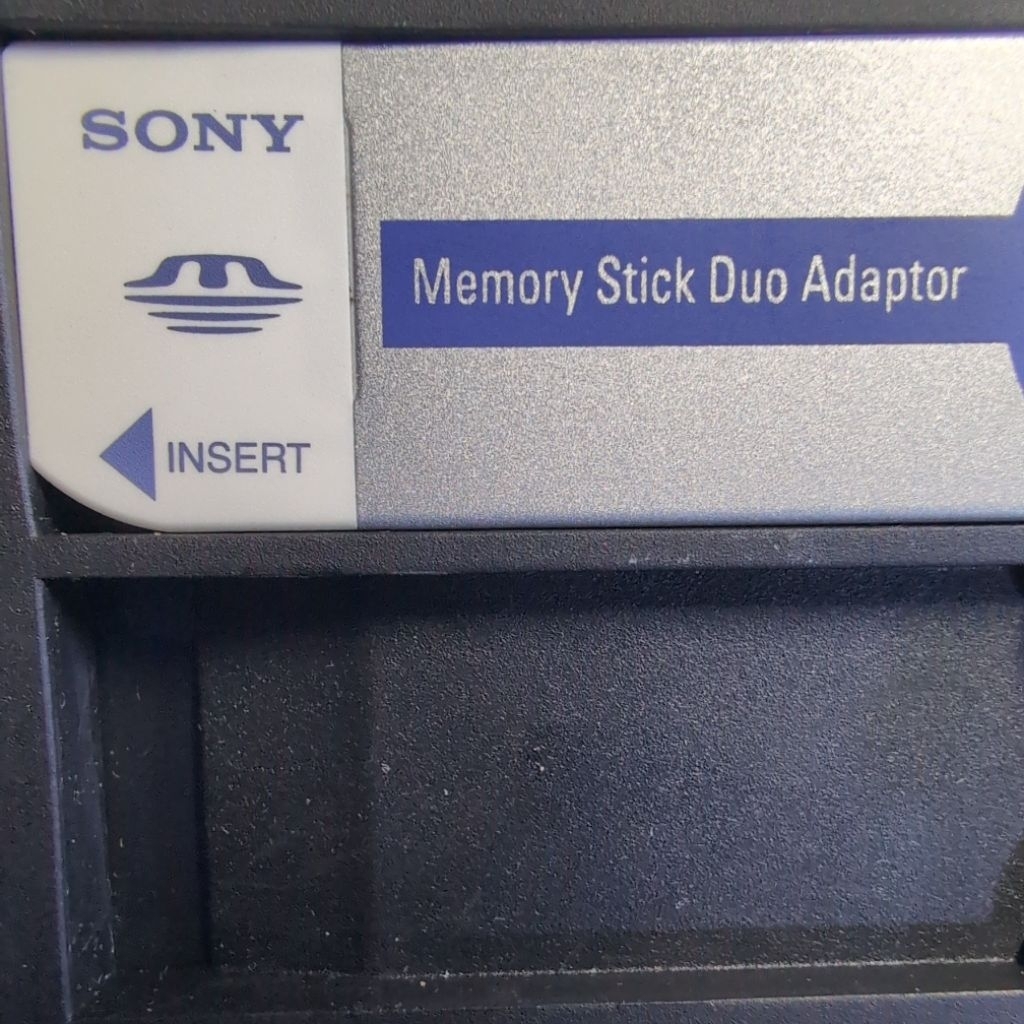 SONY
Memory Stick Duo Adaptor
INSERT